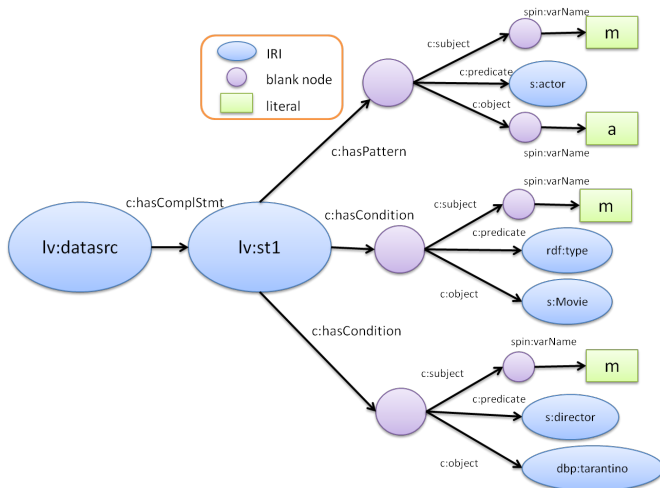 spin:varName
c:subject
m
IRI
blank node
literal
c:predicate
s:actor
c:object
a
spin:varName
c:hasPattern
spin:varName
c:hasComplStmt
c:subject
m
c:hasCondition
lv:datasrc
lv:st1
c:predicate
rdf:type
c:object
s:Movie
c:hasCondition
spin:varName
c:subject
m
c:predicate
s:director
c:object
dbp:tarantino